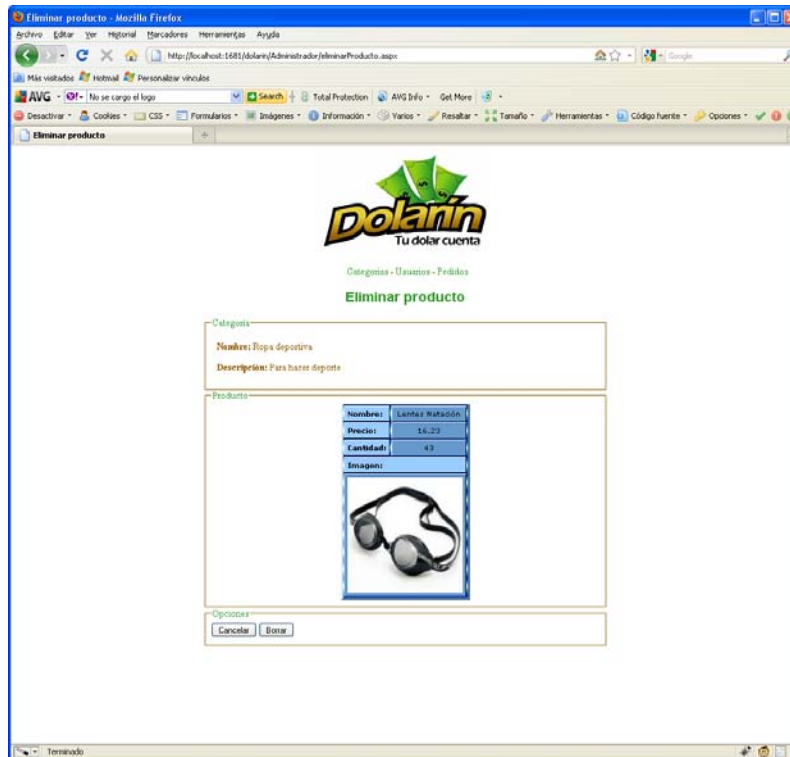 Eliminar producto - Mozilla Firefox
Archivo Editar Ver Historial Marcadores Herramientas Ayuda
http://localhost:1681/dolarin/Administrador/eliminarProducto.aspx Google
Más visitados Hotmail Personalizar vínculos
AVG No se cargo el logo Search Total Protection AVG Info Get More
Desactivar Cookies CSS Formularios Imágenes Información Varios Resaltar Tamaño Herramientas Código fuente Opciones
Eliminar producto
Dolarín
Tu dolar cuenta
Categorias - Usuarios - Pedidos
Eliminar producto
Categoría
Nombre: Ropa deportiva
Descripción: Para hacer deporte
Producto
Nombre: Lentes Natación
Precio: 16.23
Cantidad: 43
Imagen:
Opciones
Cancelar Borrar
Terminado